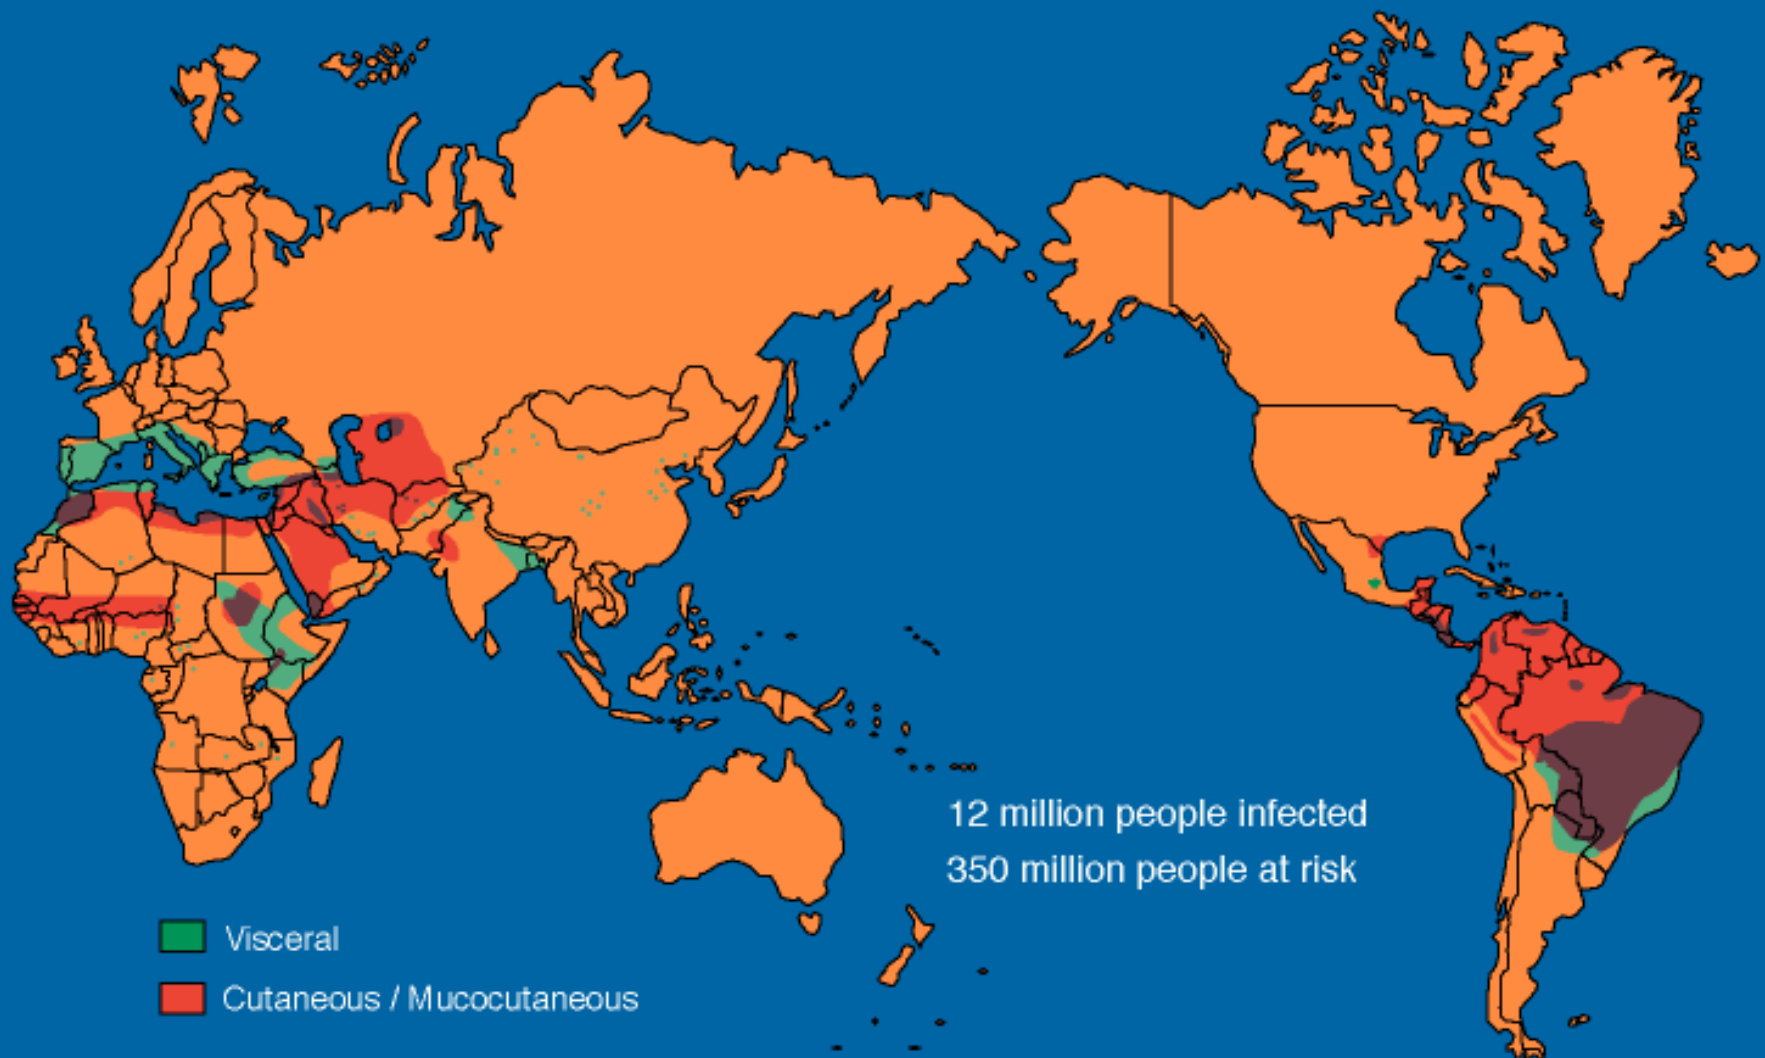 12 million people infected
350 million people at risk
Visceral
Cutaneous / Mucocutaneous